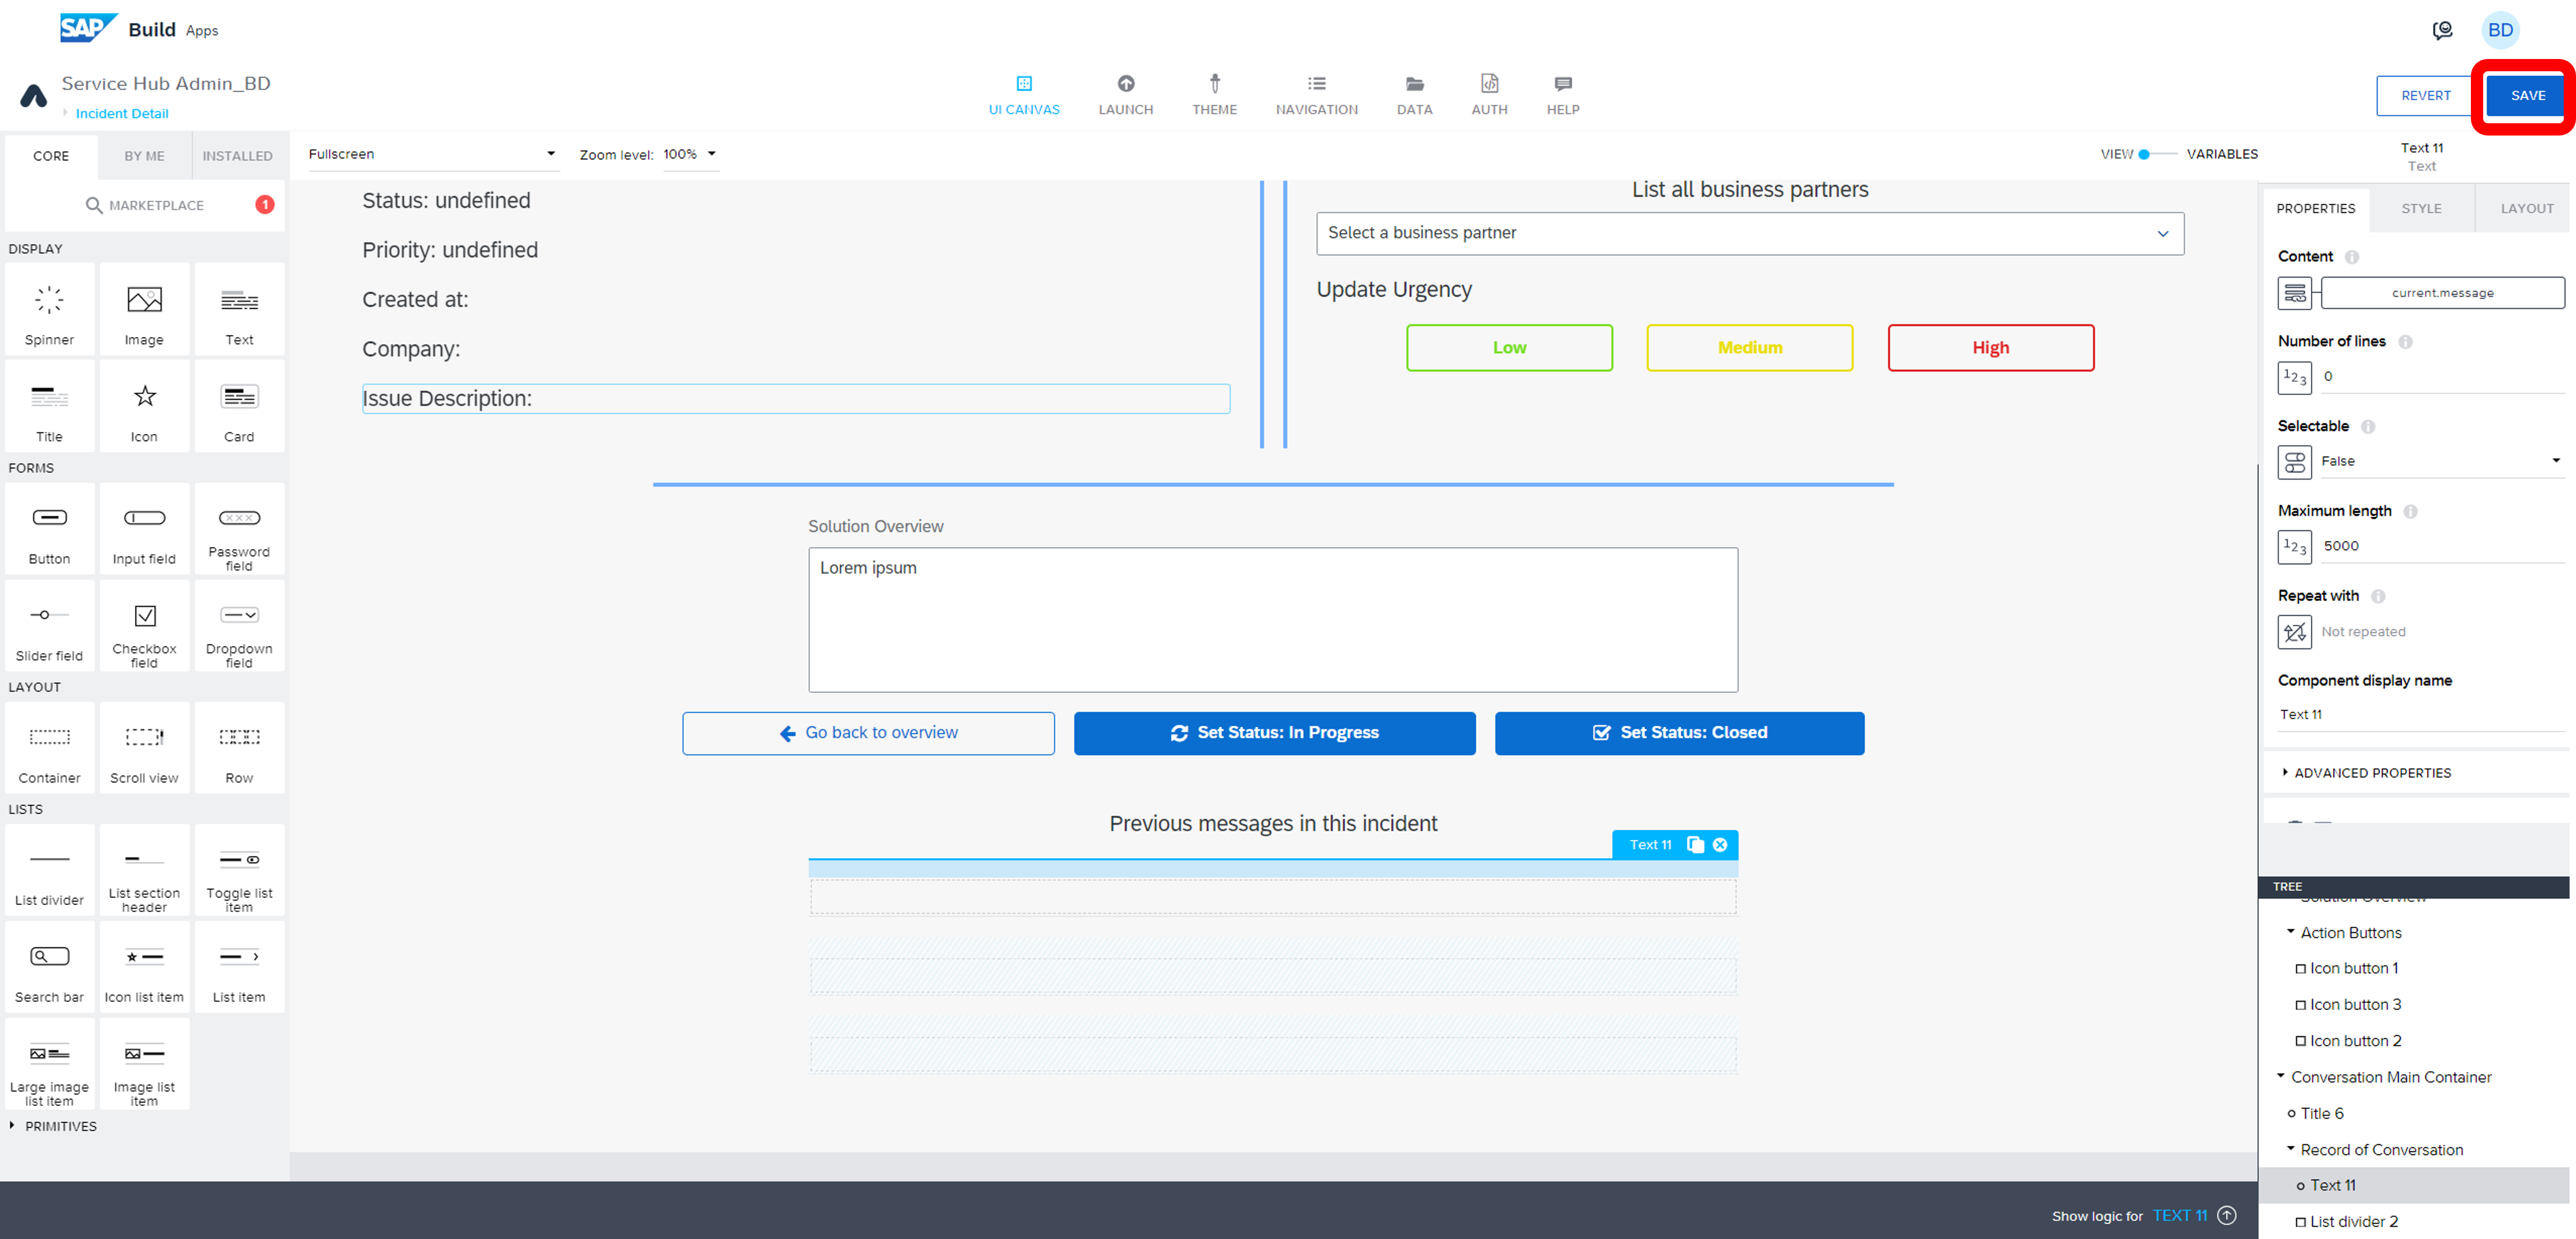 SAP Build Apps
BD
Service Hub Admin_BD
Incident Detail
UI CANVAS
LAUNCH
THEME
NAVIGATION
DATA
AUTH
HELP
REVERT
SAVE
CORE
BY ME
INSTALLED
MARKETPLACE
1
DISPLAY
Spinner
Image
Text
Title
Icon
Card
FORMS
Button
Input field
Password
field
Slider field
Checkbox
field
Dropdown
field
LAYOUT
Container
Scroll view
Row
LISTS
List divider
List section
header
Toggle list
item
Search bar
Icon list item
List item
Large image
list item
Image list
item
PRIMITIVES
Fullscreen
Zoom level: 100%
VIEW
VARIABLES
Status: undefined
Priority: undefined
Created at:
Company:
Issue Description:
List all business partners
Select a business partner
Update Urgency
Low
Medium
High
Solution Overview
Lorem ipsum
Go back to overview
Set Status: In Progress
Set Status: Closed
Previous messages in this incident
Text 11
Show logic for TEXT 11
Text 11
Text
PROPERTIES
STYLE
LAYOUT
Content
current.message
Number of lines
123
0
Selectable
False
Maximum length
123
5000
Repeat with
Not repeated
Component display name
Text 11
ADVANCED PROPERTIES
TREE
Solution Overview
Action Buttons
Icon button 1
Icon button 3
Icon button 2
Conversation Main Container
Title 6
Record of Conversation
Text 11
List divider 2